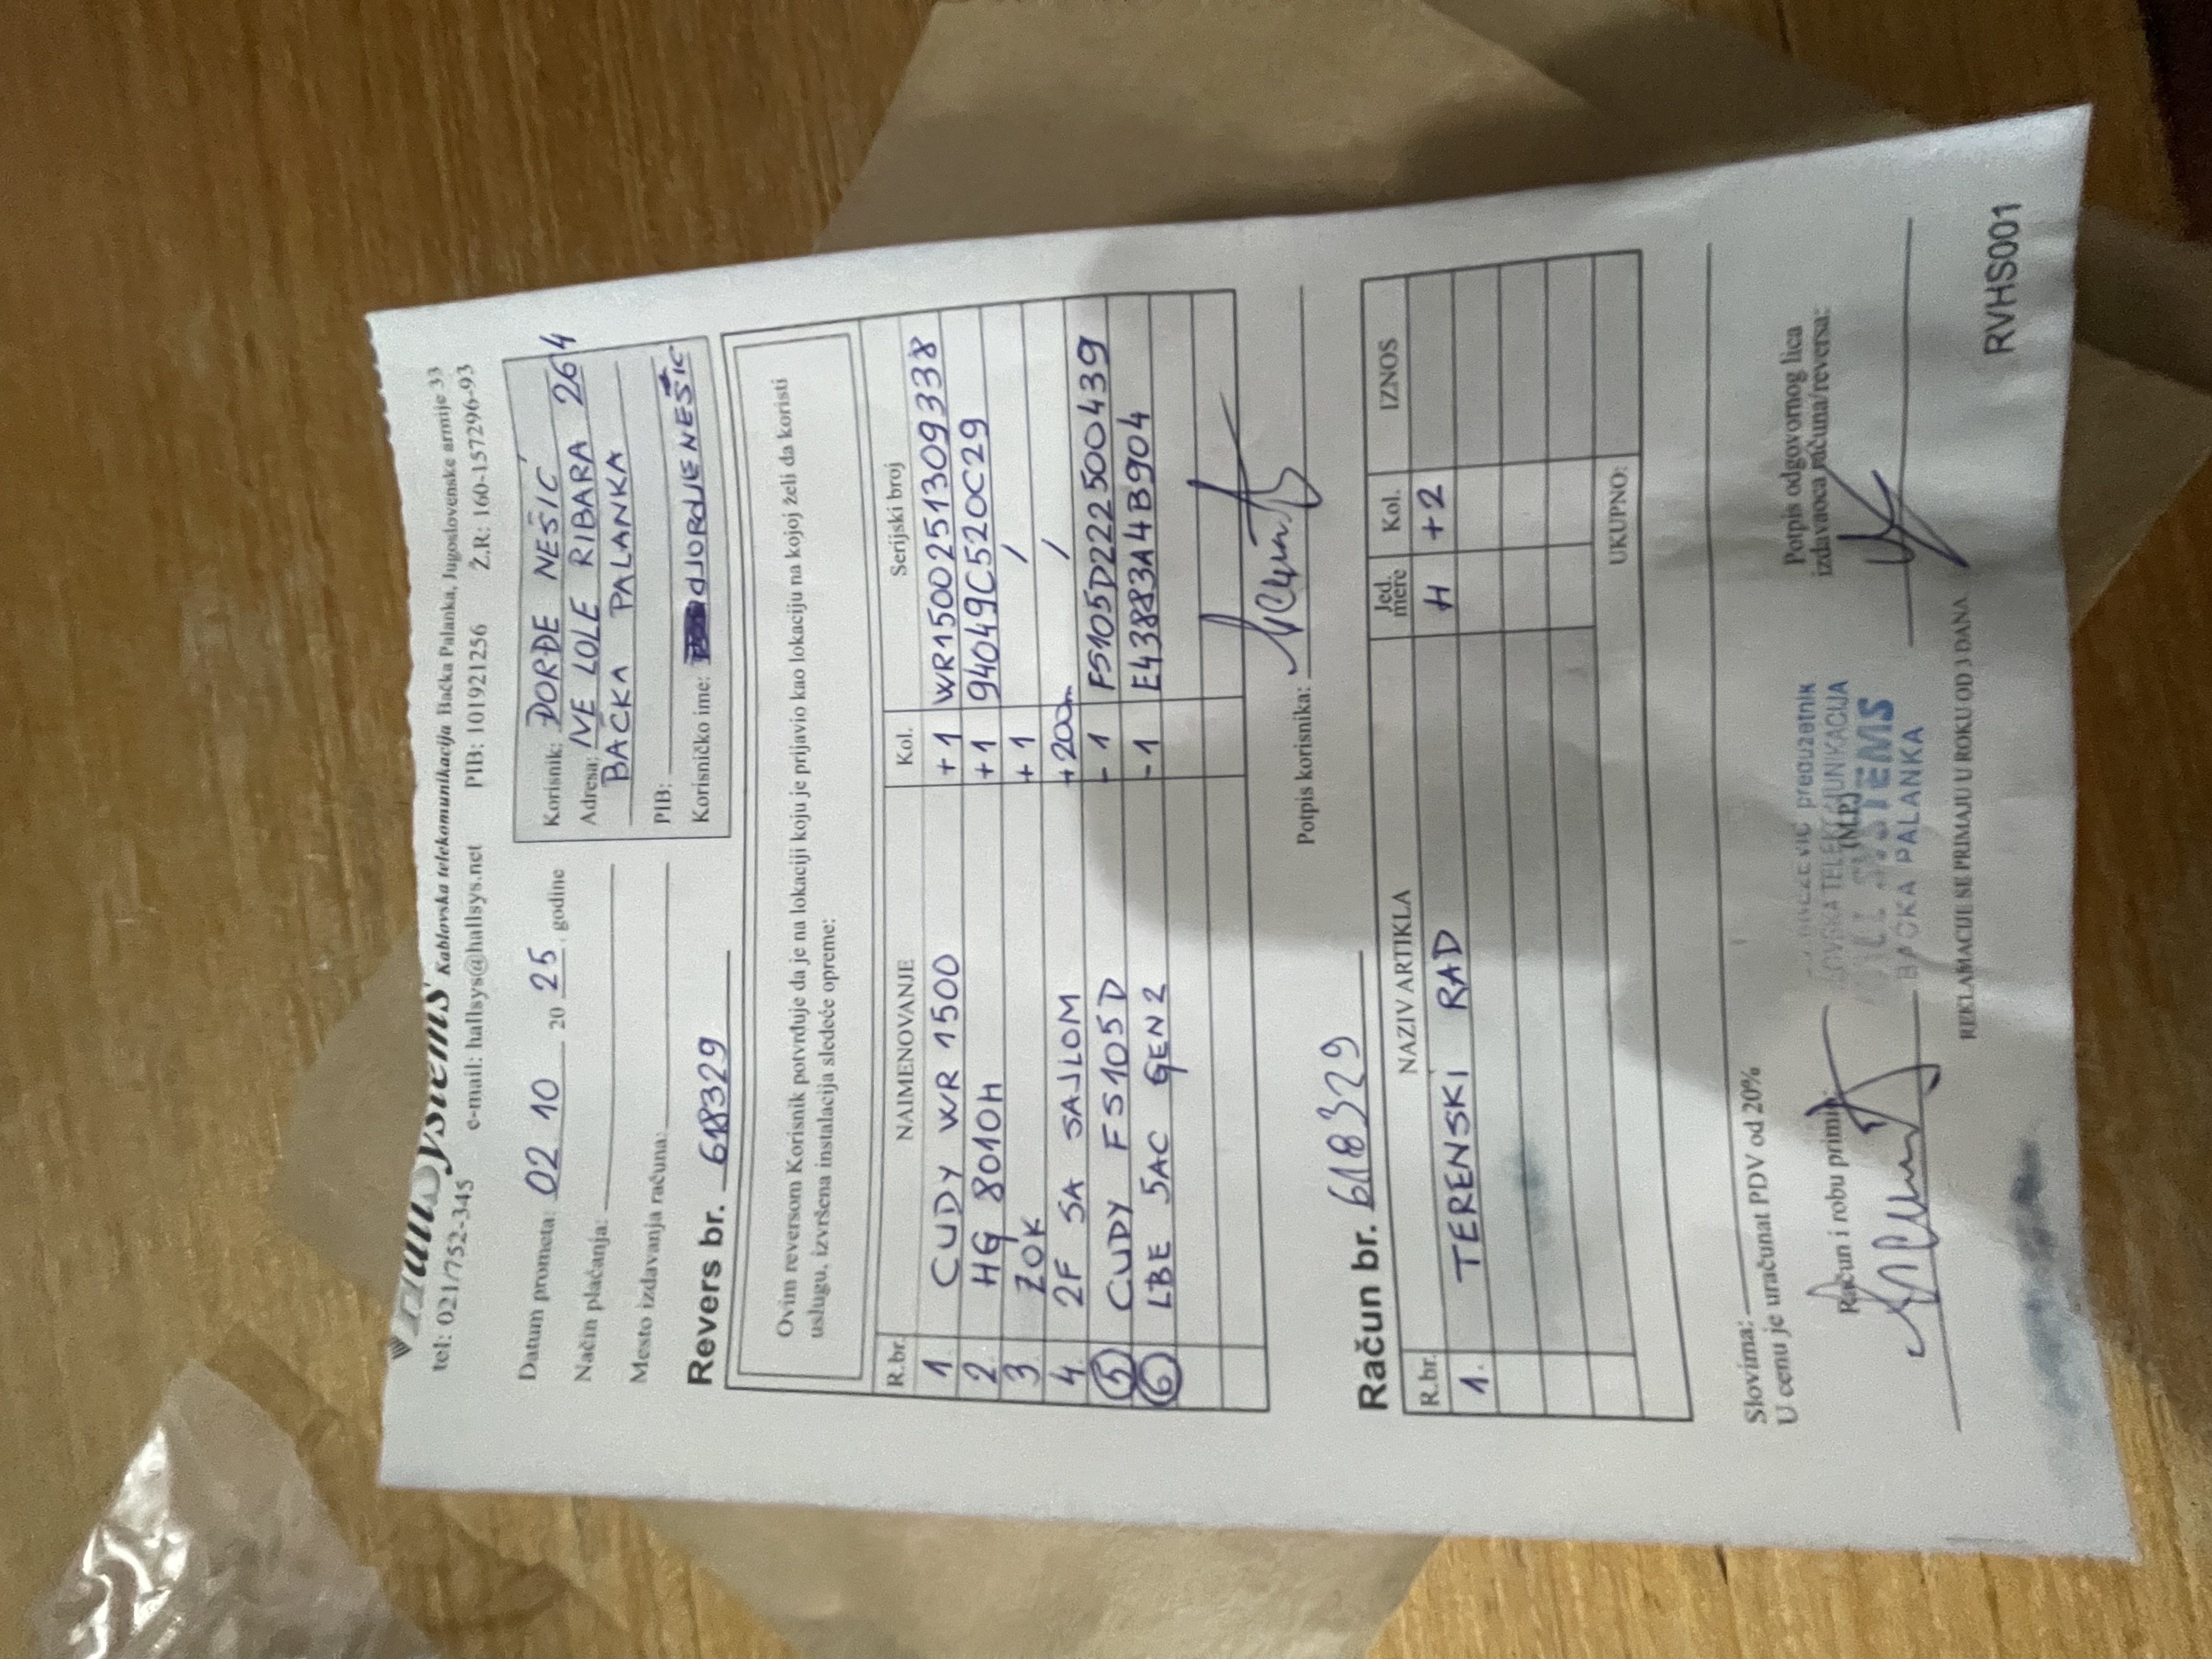 HallSystems Kablovska telekomunikacija Bačka Palanka, Jugoslovenske armije 33
tel: 021/752-345 e-mail: hallsys@hallsys.net PIB: 101921256 Ž.R: 160-157296-93
Datum prometa: 02 10 20 25. godine
Način plaćanja:
Mesto izdavanja računa:
Korisnik: ĐORĐE NEŠIĆ
Adresa: IVE LOLE RIBARA 264
BAČKA PALANKA
PIB:
Korisničko ime: DJORDJENEŠIC
Revers br. 618329
Ovim reversom Korisnik potvrđuje da je na lokaciji koju je prijavio kao lokaciju na kojoj želi da koristi
uslugu, izvršena instalacija sledeće opreme:
R.br. NAIMENOVANJE Kol. Serijski broj
1 CUDY WR 1500 +1 WR1500251309338
2 HG 8010H +1 94049C520C29
3 ZOK +1 /
4 2F SA SAJLOM +200m /
5 CUDY FS105D -1 FS105D222500439
6 LBE 5AC GEN2 -1 E43883A44B904
Potpis korisnika:
Račun br. 618329
R.br. NAZIV ARTIKLA Jed. mere Kol. IZNOS
1. TERENSKI RAD H +2
UKUPNO:
Slovima:
U cenu je uračunat PDV od 20%
Račun i robu primio:
(M.P.)
Potpis odgovornog lica
izdavaoca računa/reversa:
preduzetnik
BAČKA PALANKA
REKLAMACIJE SE PRIMAJU U ROKU OD 3 DANA
RVHS001